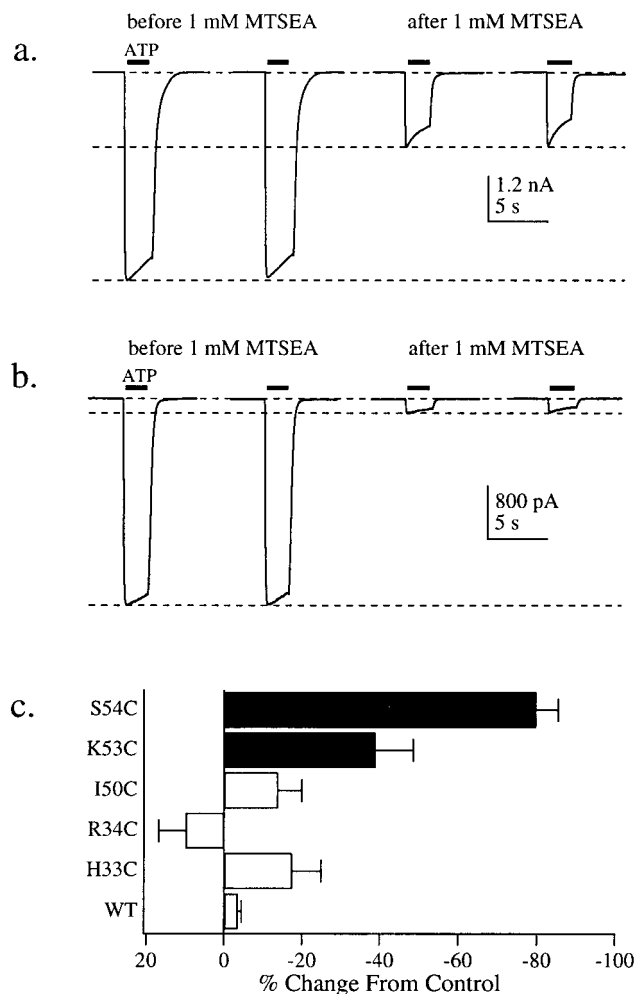 a.
before 1 mM MTSEA
after 1 mM MTSEA
ATP
1.2 nA
5 s
b.
before 1 mM MTSEA
after 1 mM MTSEA
ATP
800 pA
5 s
c.
S54C
K53C
I50C
R34C
H33C
WT
20 0 -20 -40 -60 -80 -100
% Change From Control